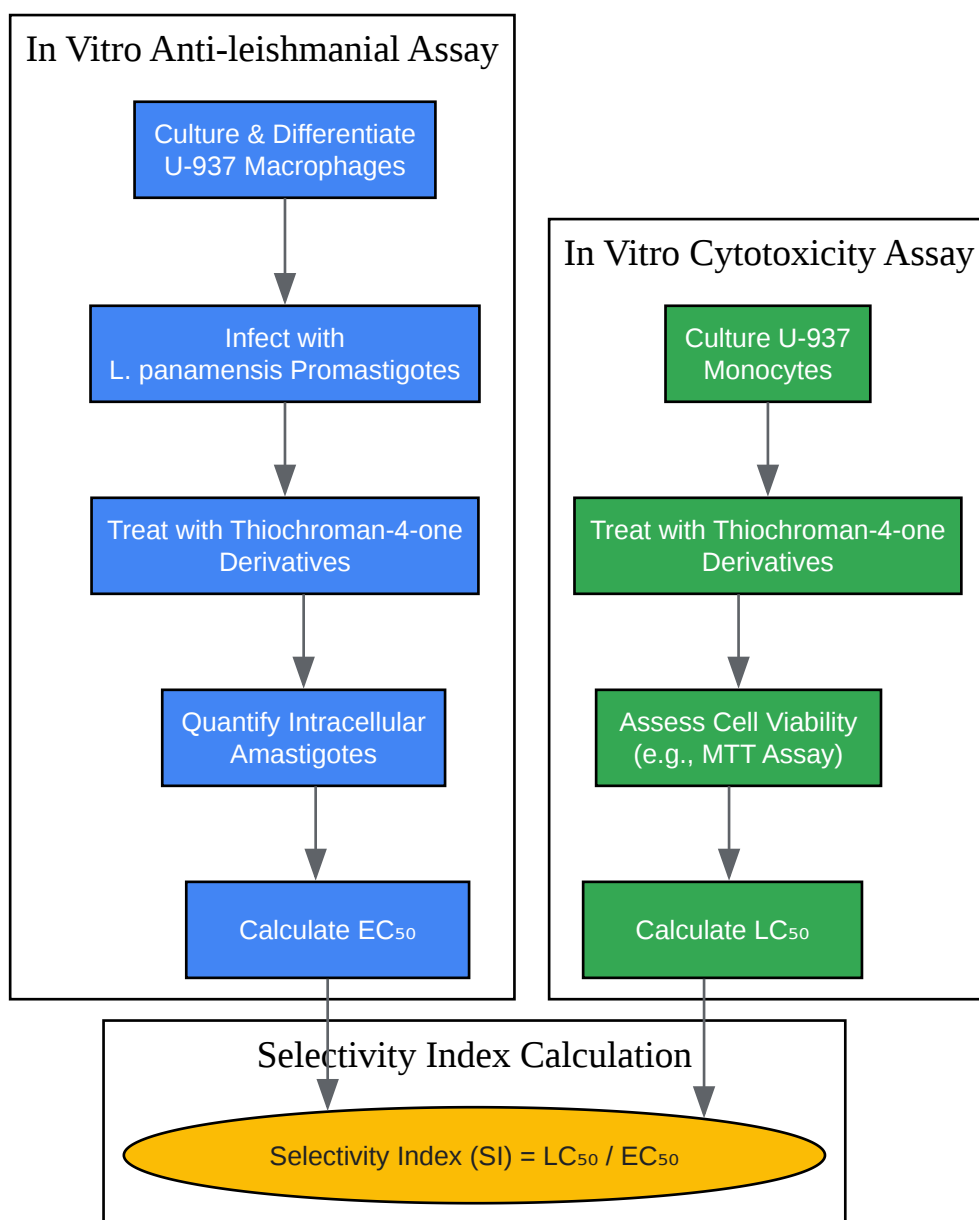 In Vitro Anti-leishmanial Assay
Culture & Differentiate
U-937 Macrophages
Infect with
L. panamensis Promastigotes
Treat with Thiochroman-4-one
Derivatives
Quantify Intracellular
Amastigotes
Calculate EC₅₀
In Vitro Cytotoxicity Assay
Culture U-937
Monocytes
Treat with Thiochroman-4-one
Derivatives
Assess Cell Viability
(e.g., MTT Assay)
Calculate LC₅₀
Selectivity Index Calculation
Selectivity Index (SI) = LC₅₀ / EC₅₀